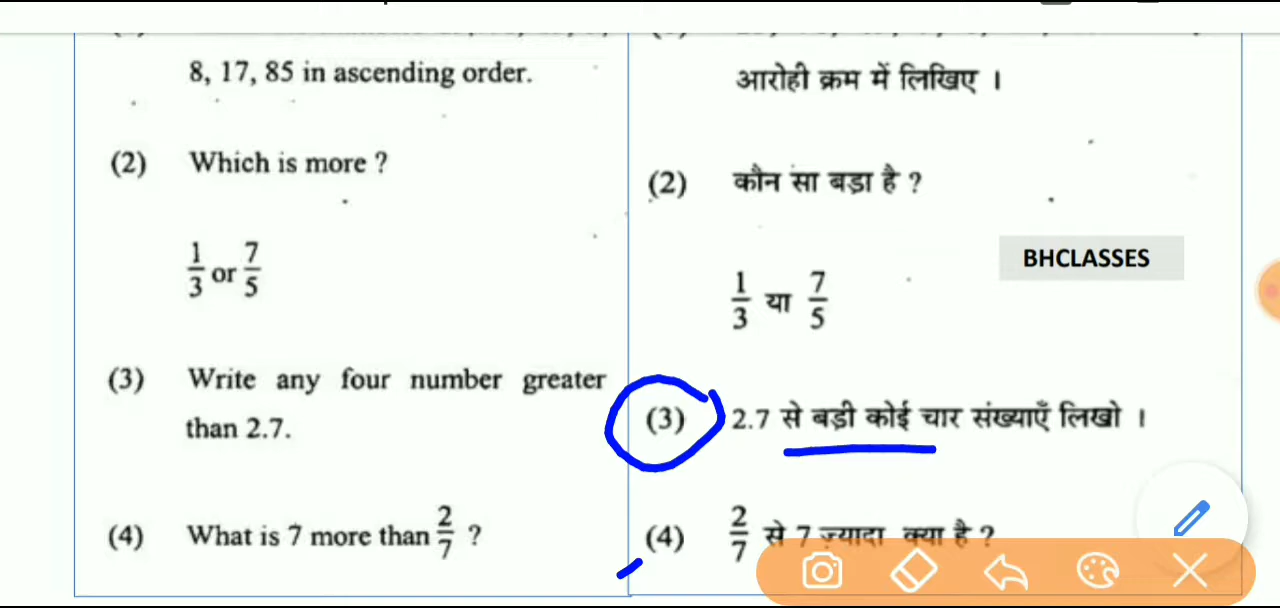 8, 17, 85 in ascending order.
(2) Which is more ?
1/3 or 7/5
(3) Write any four number greater
than 2.7.
(4) What is 7 more than 2/7 ?
आरोही क्रम में लिखिए ।
(2) कौन सा बड़ा है ?
1/3 या 7/5
BHCLASSES
(3) 2.7 से बड़ी कोई चार संख्याएँ लिखो ।
(4) 2/7 से 7 ज़्यादा क्या है ?